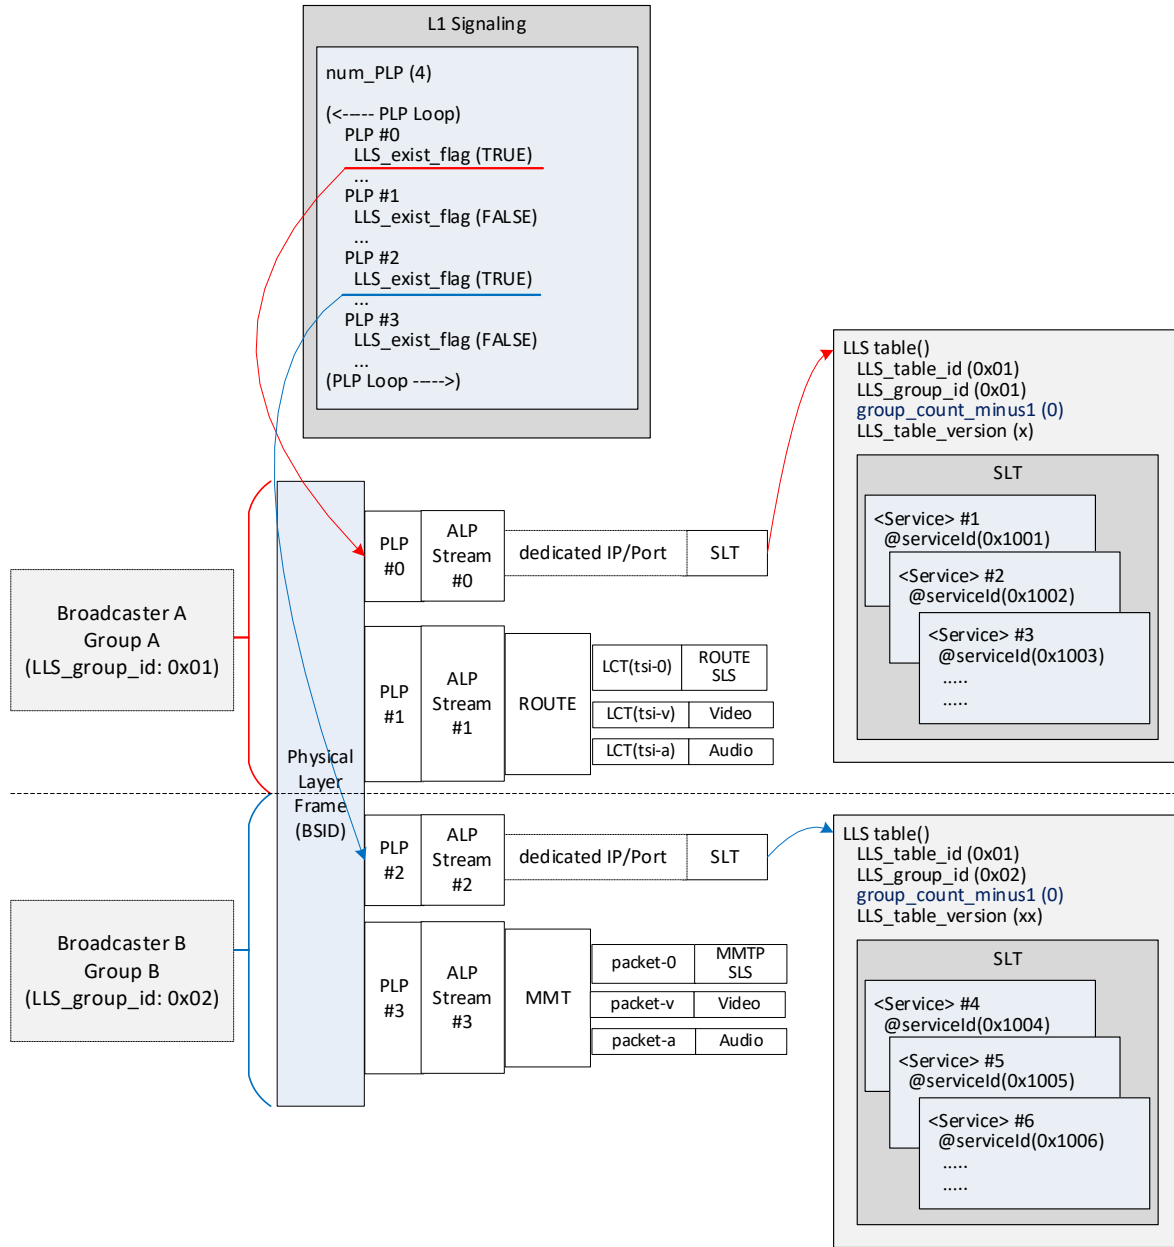 L1 Signaling
num_PLP (4)
(<----- PLP Loop)
PLP #0
LLS_exist_flag (TRUE)
...
PLP #1
LLS_exist_flag (FALSE)
...
PLP #2
LLS_exist_flag (TRUE)
...
PLP #3
LLS_exist_flag (FALSE)
...
(PLP Loop ----->)
LLS table()
LLS_table_id (0x01)
LLS_group_id (0x01)
group_count_minus1 (0)
LLS_table_version (x)
SLT
<Service> #1
@serviceId(0x1001)
<Service> #2
@serviceId(0x1002)
<Service> #3
@serviceId(0x1003)
.....
.....
Broadcaster A
Group A
(LLS_group_id: 0x01)
Physical
Layer
Frame
(BSID)
PLP
#0
ALP
Stream
#0
dedicated IP/Port
SLT
PLP
#1
ALP
Stream
#1
ROUTE
LCT(tsi-0)
ROUTE
SLS
LCT(tsi-v)
Video
LCT(tsi-a)
Audio
Broadcaster B
Group B
(LLS_group_id: 0x02)
PLP
#2
ALP
Stream
#2
dedicated IP/Port
SLT
PLP
#3
ALP
Stream
#3
MMT
packet-0
MMTP
SLS
packet-v
Video
packet-a
Audio
LLS table()
LLS_table_id (0x01)
LLS_group_id (0x02)
group_count_minus1 (0)
LLS_table_version (xx)
SLT
<Service> #4
@serviceId(0x1004)
<Service> #5
@serviceId(0x1005)
<Service> #6
@serviceId(0x1006)
.....
.....